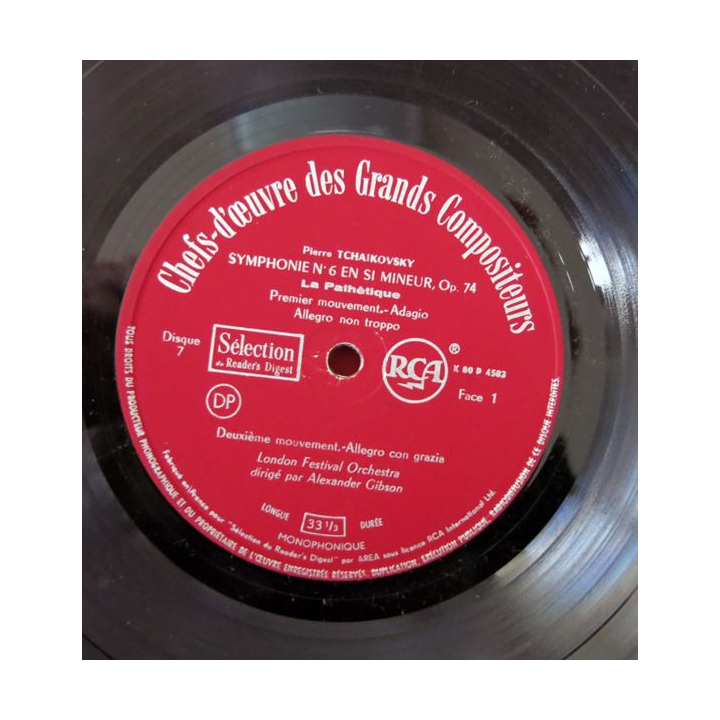 Chefs-d'œuvre des Grands Compositeurs
Pierre TCHAIKOVSKY
SYMPHONIE N° 6 EN SI MINEUR, Op. 74
La Pathétique
Premier mouvement.-Adagio
Allegro non troppo
Disque
7
Sélection
du Reader's Digest
RCA
®
K 80 P 4583
Face 1
DP
Deuxième mouvement.-Allegro con grazia
London Festival Orchestra
dirigé par Alexander Gibson
LONGUE 33 1/3 DURÉE
MONOPHONIQUE
Fabriqué en France pour "Sélection du Reader's Digest" par AREA sous licence RCA International Ltd.
TOUS DROITS DU PRODUCTEUR PHONOGRAPHIQUE ET DU PROPRIÉTAIRE DE L'ŒUVRE ENREGISTRÉE RÉSERVÉS. DUPLICATION, EXÉCUTION PUBLIQUE, RADIODIFFUSION DE CE DISQUE INTERDITES.